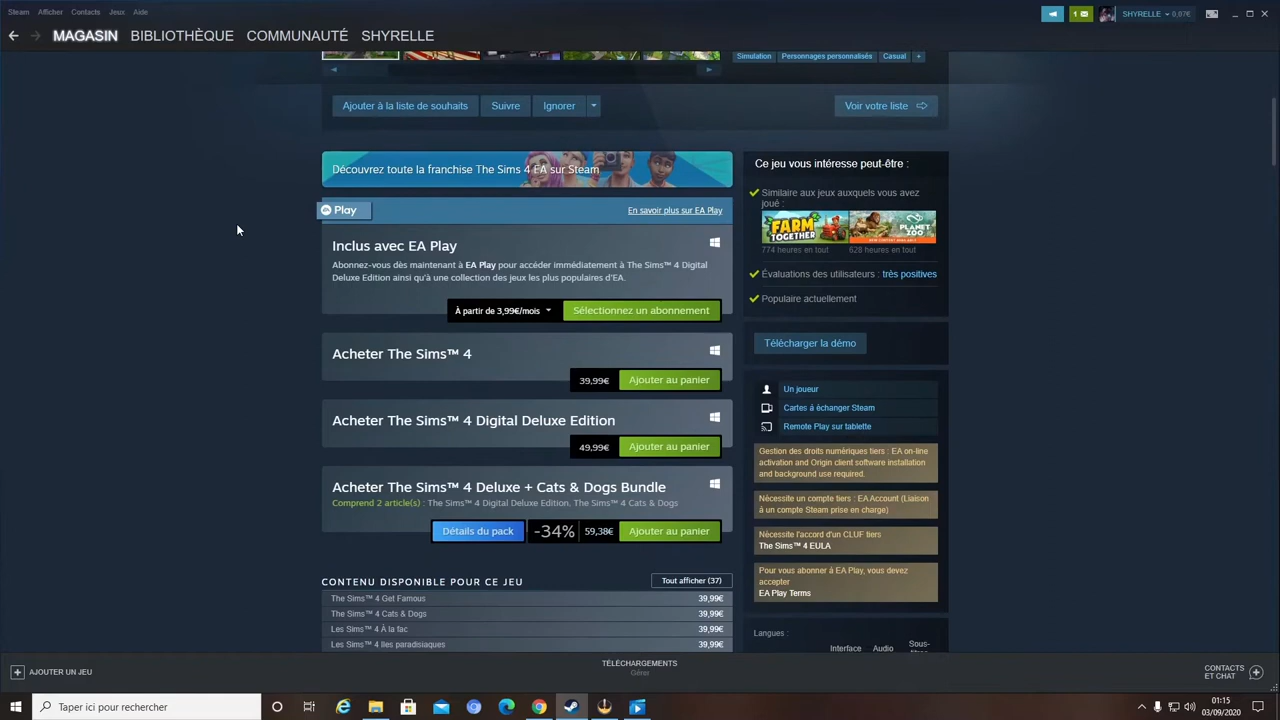 Steam Afficher Contacts Jeux Aide
1
SHYRELLE 0,97€
MAGASIN BIBLIOTHÈQUE COMMUNAUTÉ SHYRELLE
Simulation Personnages personnalisés Casual +
Ajouter à la liste de souhaits Suivre Ignorer
Voir votre liste
Découvrez toute la franchise The Sims 4 EA sur Steam
Play
En savoir plus sur EA Play
Inclus avec EA Play
Abonnez-vous dès maintenant à EA Play pour accéder immédiatement à The Sims™ 4 Digital
Deluxe Edition ainsi qu'à une collection des jeux les plus populaires d'EA.
À partir de 3,99€/mois Sélectionnez un abonnement
Acheter The Sims™ 4
39,99€ Ajouter au panier
Acheter The Sims™ 4 Digital Deluxe Edition
49,99€ Ajouter au panier
Acheter The Sims™ 4 Deluxe + Cats & Dogs Bundle
Comprend 2 article(s) : The Sims™ 4 Digital Deluxe Edition, The Sims™ 4 Cats & Dogs
Détails du pack -34% 59,38€ Ajouter au panier
CONTENU DISPONIBLE POUR CE JEU
Tout afficher (37)
The Sims™ 4 Get Famous 39,99€
The Sims™ 4 Cats & Dogs 39,99€
Les Sims™ 4 À la fac 39,99€
Les Sims™ 4 Iles paradisiaques 39,99€
Ce jeu vous intéresse peut-être :
Similaire aux jeux auxquels vous avez
joué :
FARM
TOGETHER
PLANET
ZOO
774 heures en tout 628 heures en tout
Évaluations des utilisateurs : très positives
Populaire actuellement
Télécharger la démo
Un joueur
Cartes à échanger Steam
Remote Play sur tablette
Gestion des droits numériques tiers : EA on-line
activation and Origin client software installation
and background use required.
Nécessite un compte tiers : EA Account (Liaison
à un compte Steam prise en charge)
Nécessite l'accord d'un CLUF tiers
The Sims™ 4 EULA
Pour vous abonner à EA Play, vous devez
accepter
EA Play Terms
Langues :
Interface Audio Sous-
AJOUTER UN JEU
TÉLÉCHARGEMENTS
Gérer
CONTACTS
ET CHAT
Taper ici pour rechercher
01:15
03/09/2020